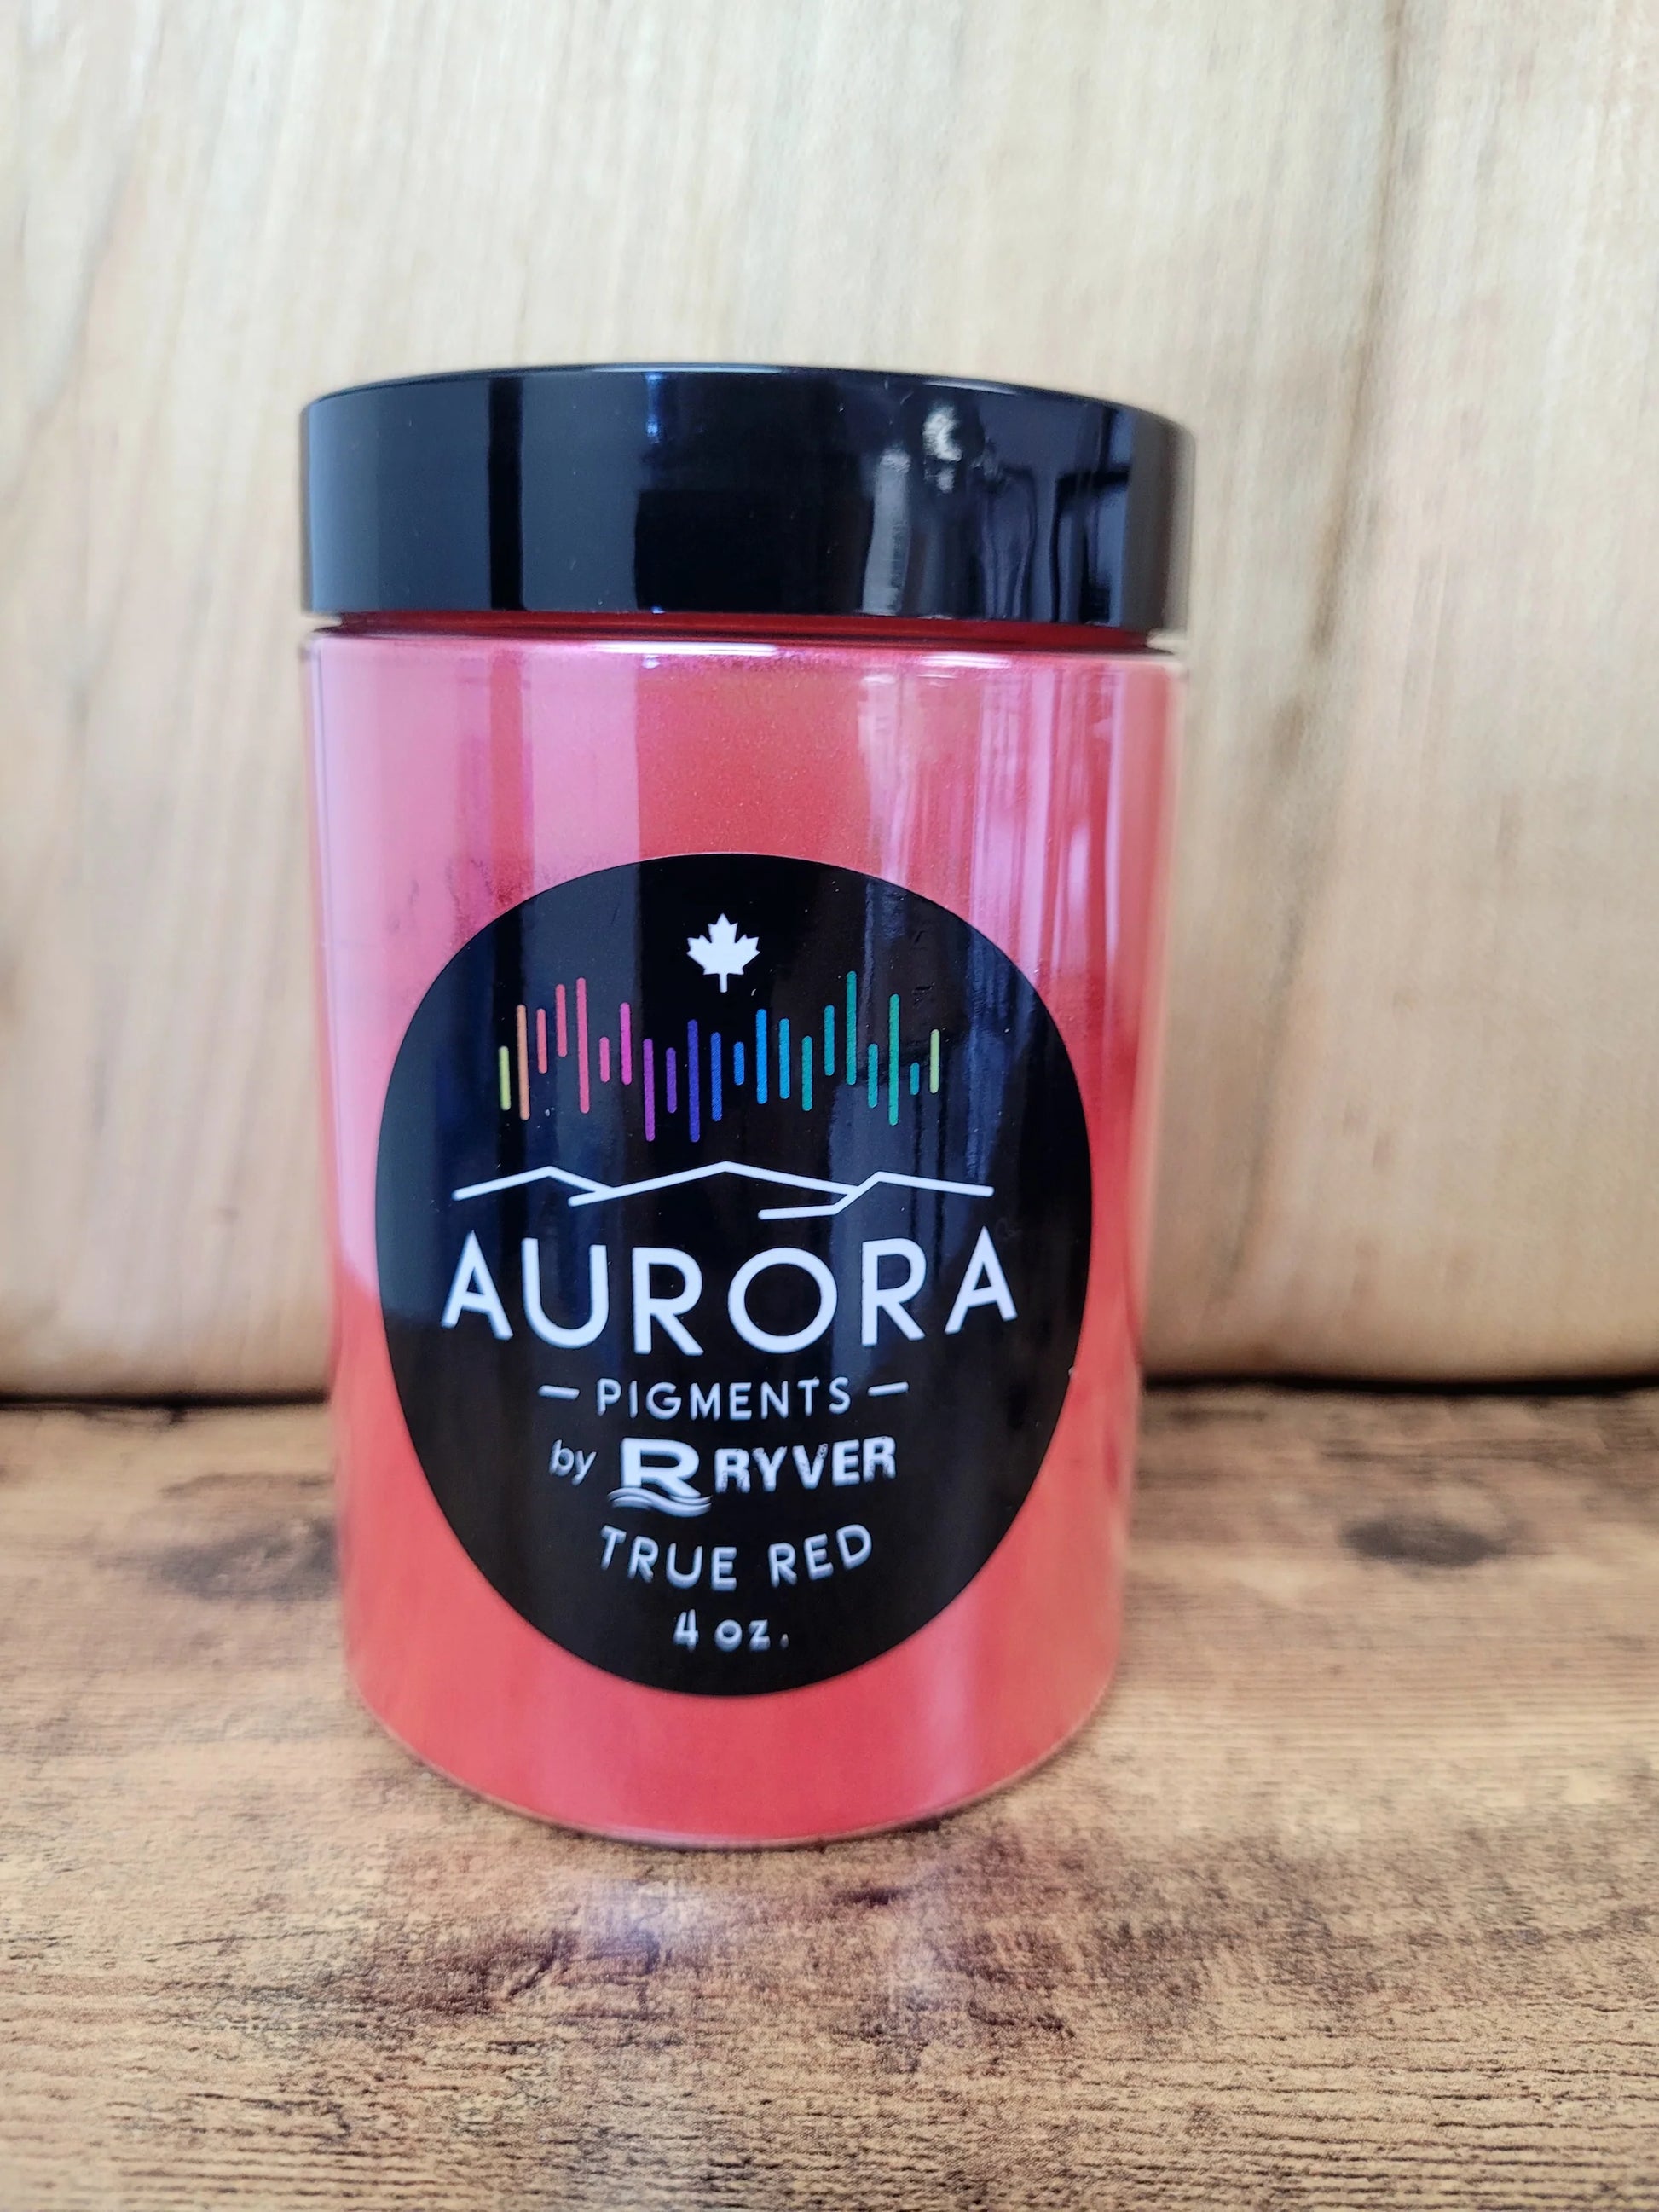 AURORA
— PIGMENTS —
by R RYVER
TRUE RED
4 oz.